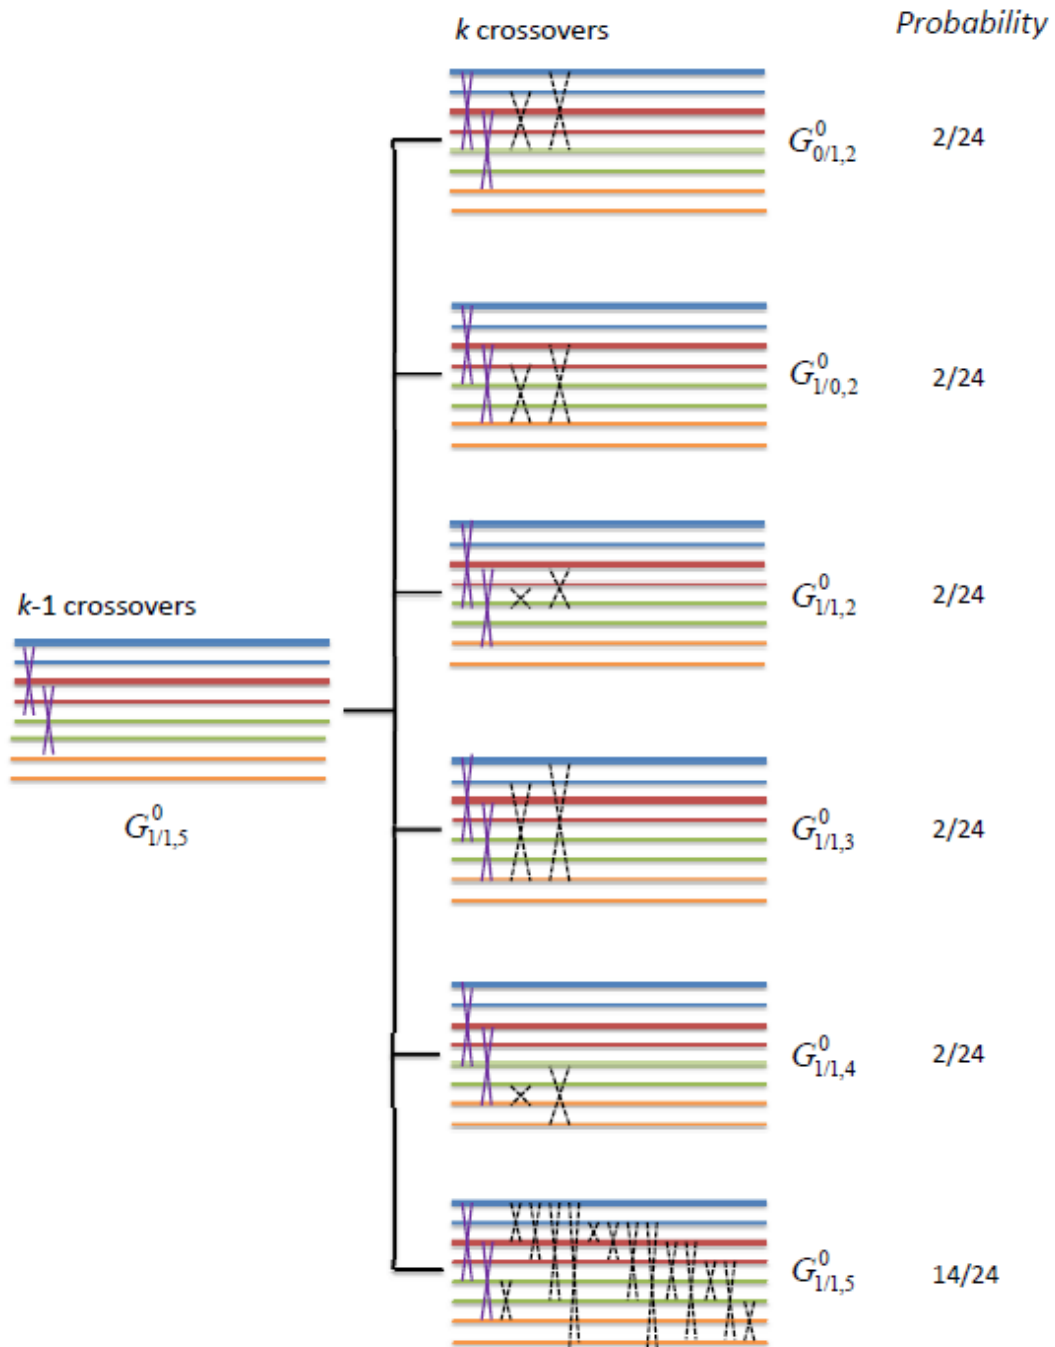 k crossovers Probability
G^0_{0/1,2} 2/24
G^0_{1/0,2} 2/24
G^0_{1/1,2} 2/24
k-1 crossovers
G^0_{1/1,5}
G^0_{1/1,3} 2/24
G^0_{1/1,4} 2/24
G^0_{1/1,5} 14/24